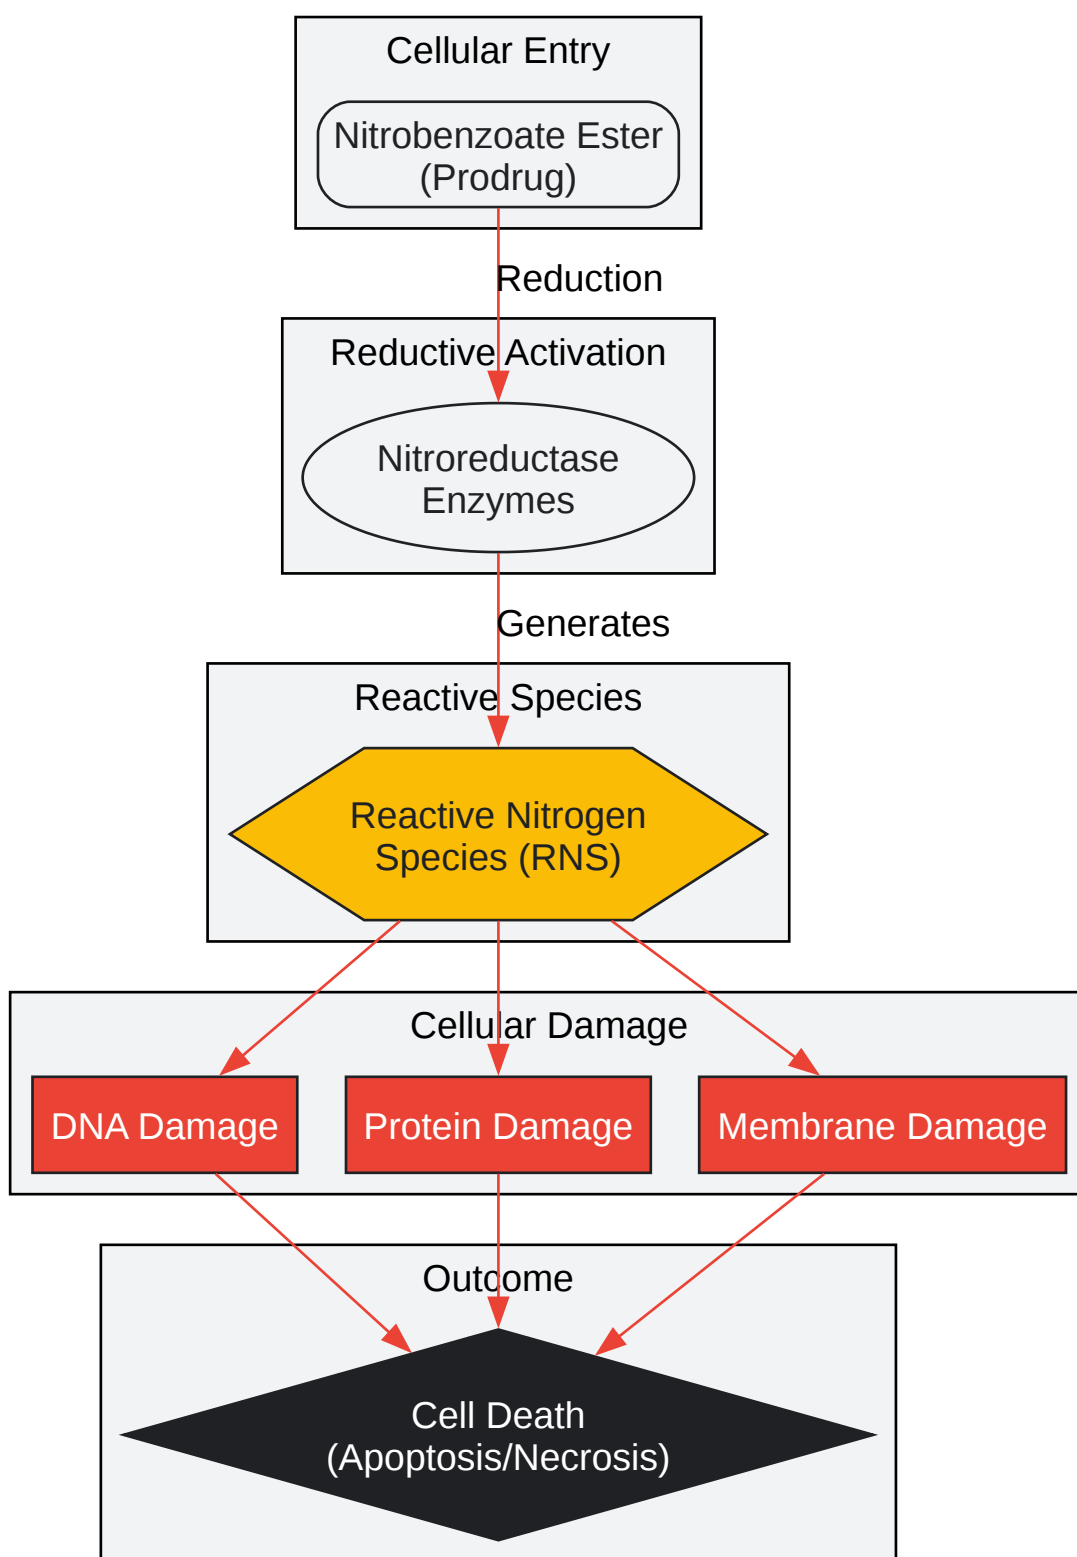 Cellular Entry
Nitrobenzoate Ester
(Prodrug)
Reduction
Reductive Activation
Nitroreductase
Enzymes
Generates
Reactive Species
Reactive Nitrogen
Species (RNS)
Cellular Damage
DNA Damage
Protein Damage
Membrane Damage
Outcome
Cell Death
(Apoptosis/Necrosis)